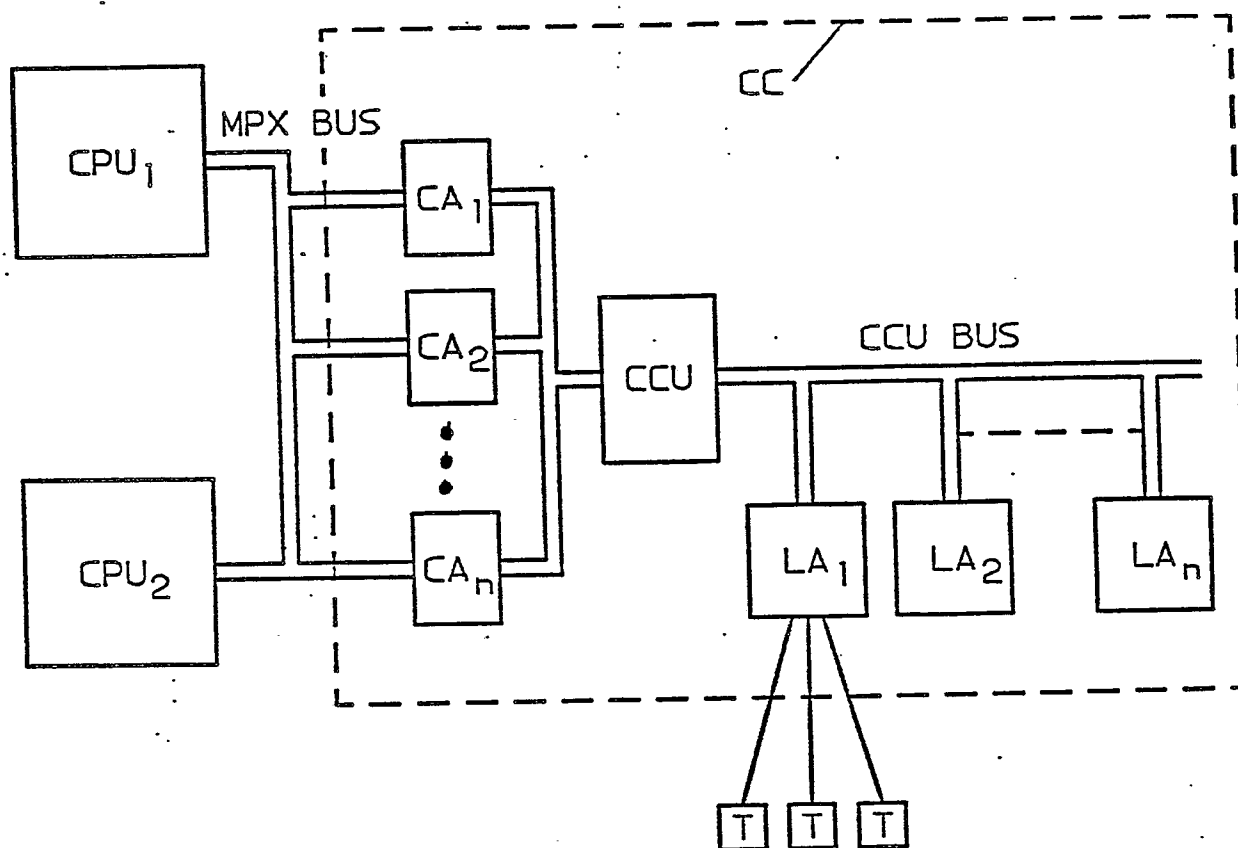 CC
MPX BUS
CPU₁
CA₁
CA₂
CCU
CCU BUS
CPU₂
CAₙ
LA₁
LA₂
LAₙ
T
T
T